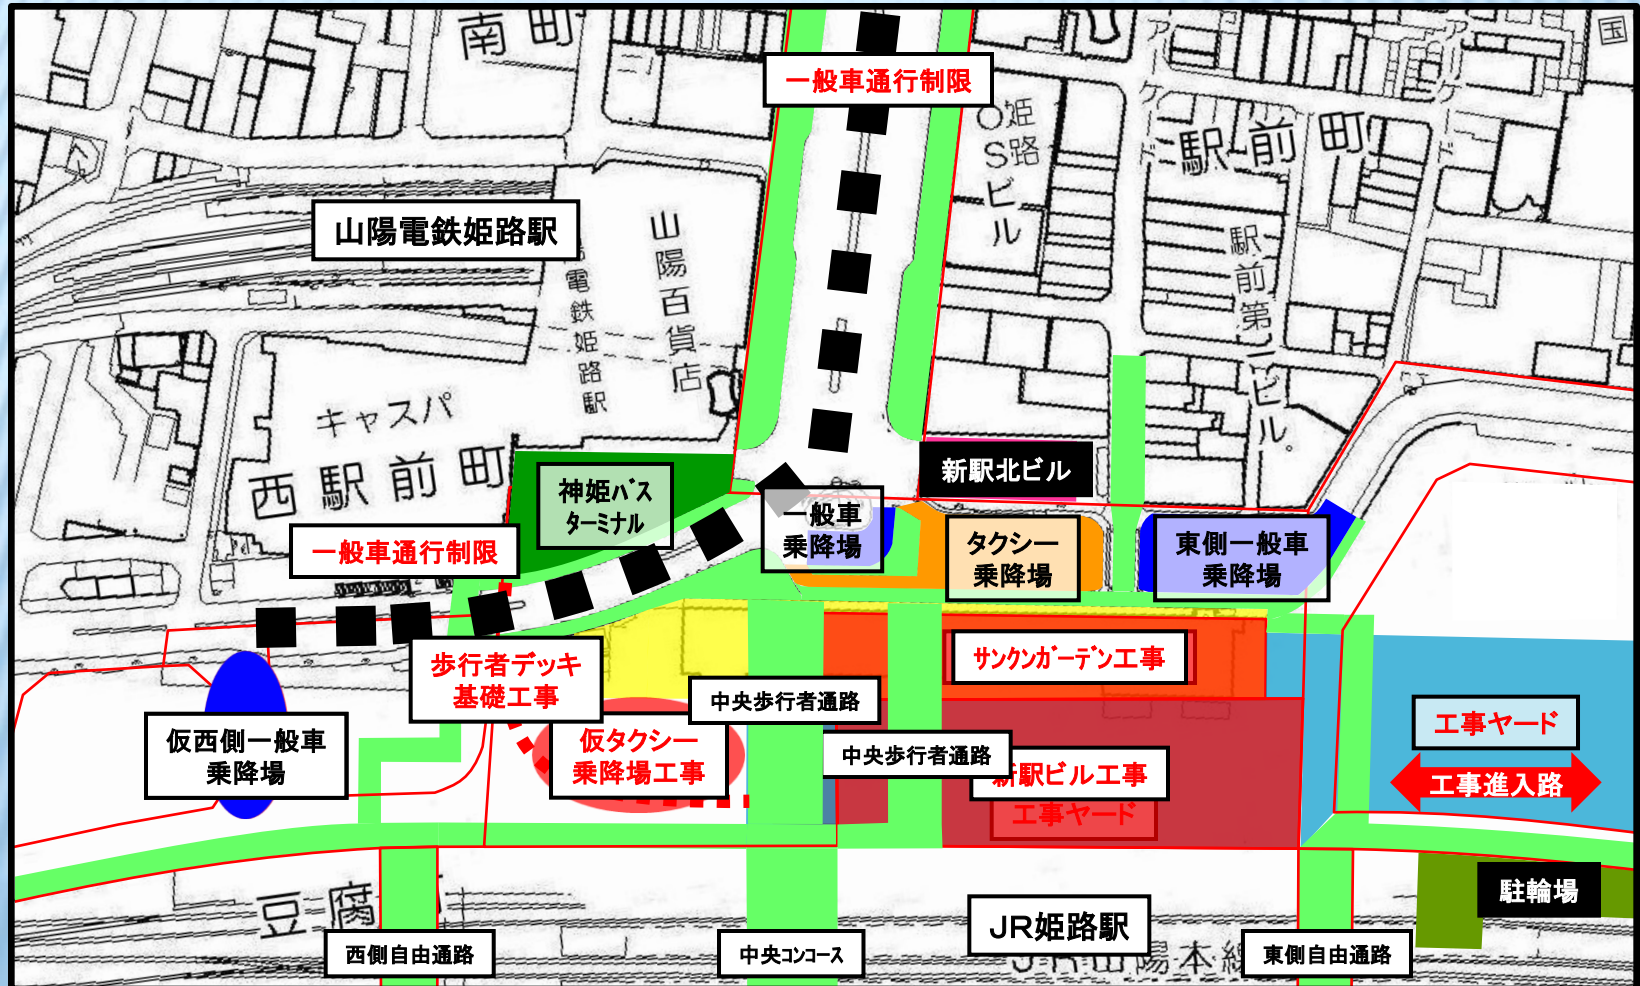 南町
国
一般車通行制限
姫路
OSビル
駅前町
山陽電鉄姫路駅
山陽百貨店
電鉄姫路駅
駅前第一ビル
キャスパ
西駅前町
新駅北ビル
神姫バス
ターミナル
一般車
乗降場
タクシー
乗降場
東側一般車
乗降場
一般車通行制限
歩行者デッキ
基礎工事
サンクンガーデン工事
中央歩行者通路
仮西側一般車
乗降場
仮タクシー
乗降場工事
中央歩行者通路
新駅ビル工事
工事ヤード
工事ヤード
工事進入路
駐輪場
豆腐
JR姫路駅
西側自由通路
中央コンコース
東側自由通路
JR山陽本線